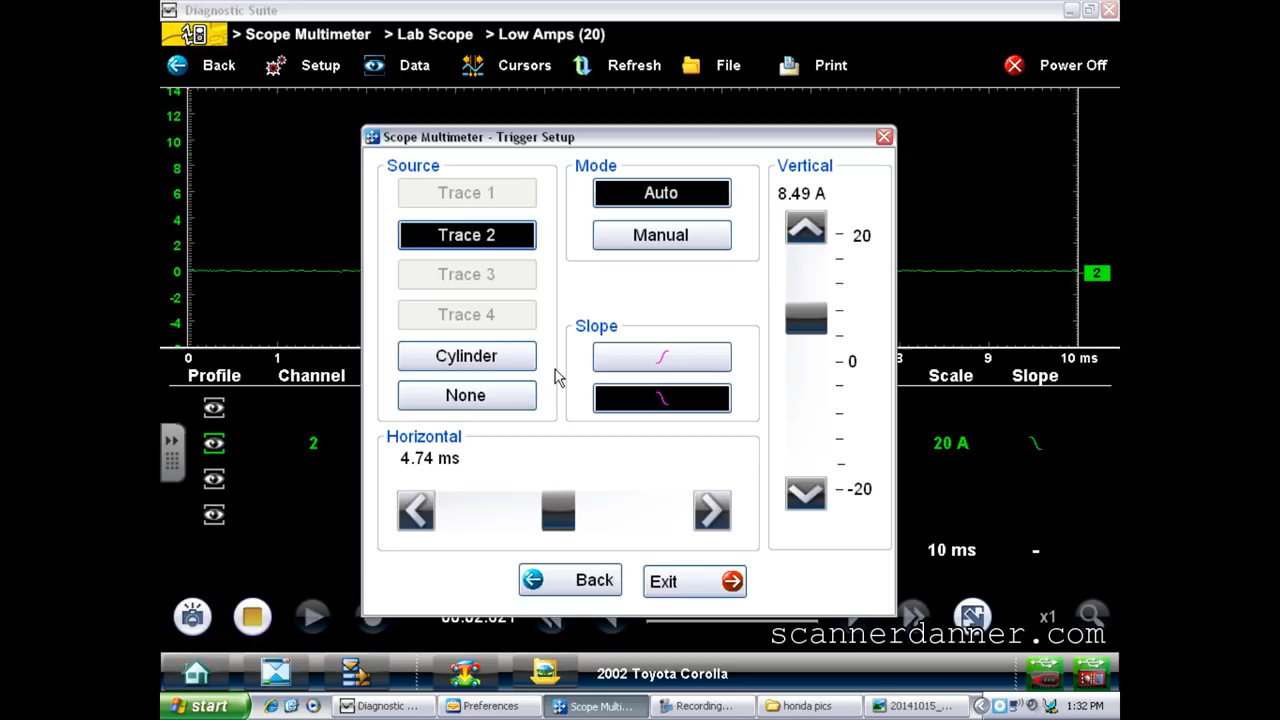 Diagnostic Suite
> Scope Multimeter > Lab Scope > Low Amps (20)
Back Setup Data Cursors Refresh File Print Power Off
14
12
10
8
6
4
2
0
-2
-4
2
0 1 3 9 10 ms
Profile Channel Scale Slope
2 20 A
10 ms -
Scope Multimeter - Trigger Setup
Source
Trace 1
Trace 2
Trace 3
Trace 4
Cylinder
None
Mode
Auto
Manual
Slope
Vertical
8.49 A
20
0
-20
Horizontal
4.74 ms
Back Exit
x1
scannerdanner.com
2002 Toyota Corolla
start Diagnostic ... Preferences Scope Multi... Recording... honda pics 20141015_... 1:32 PM